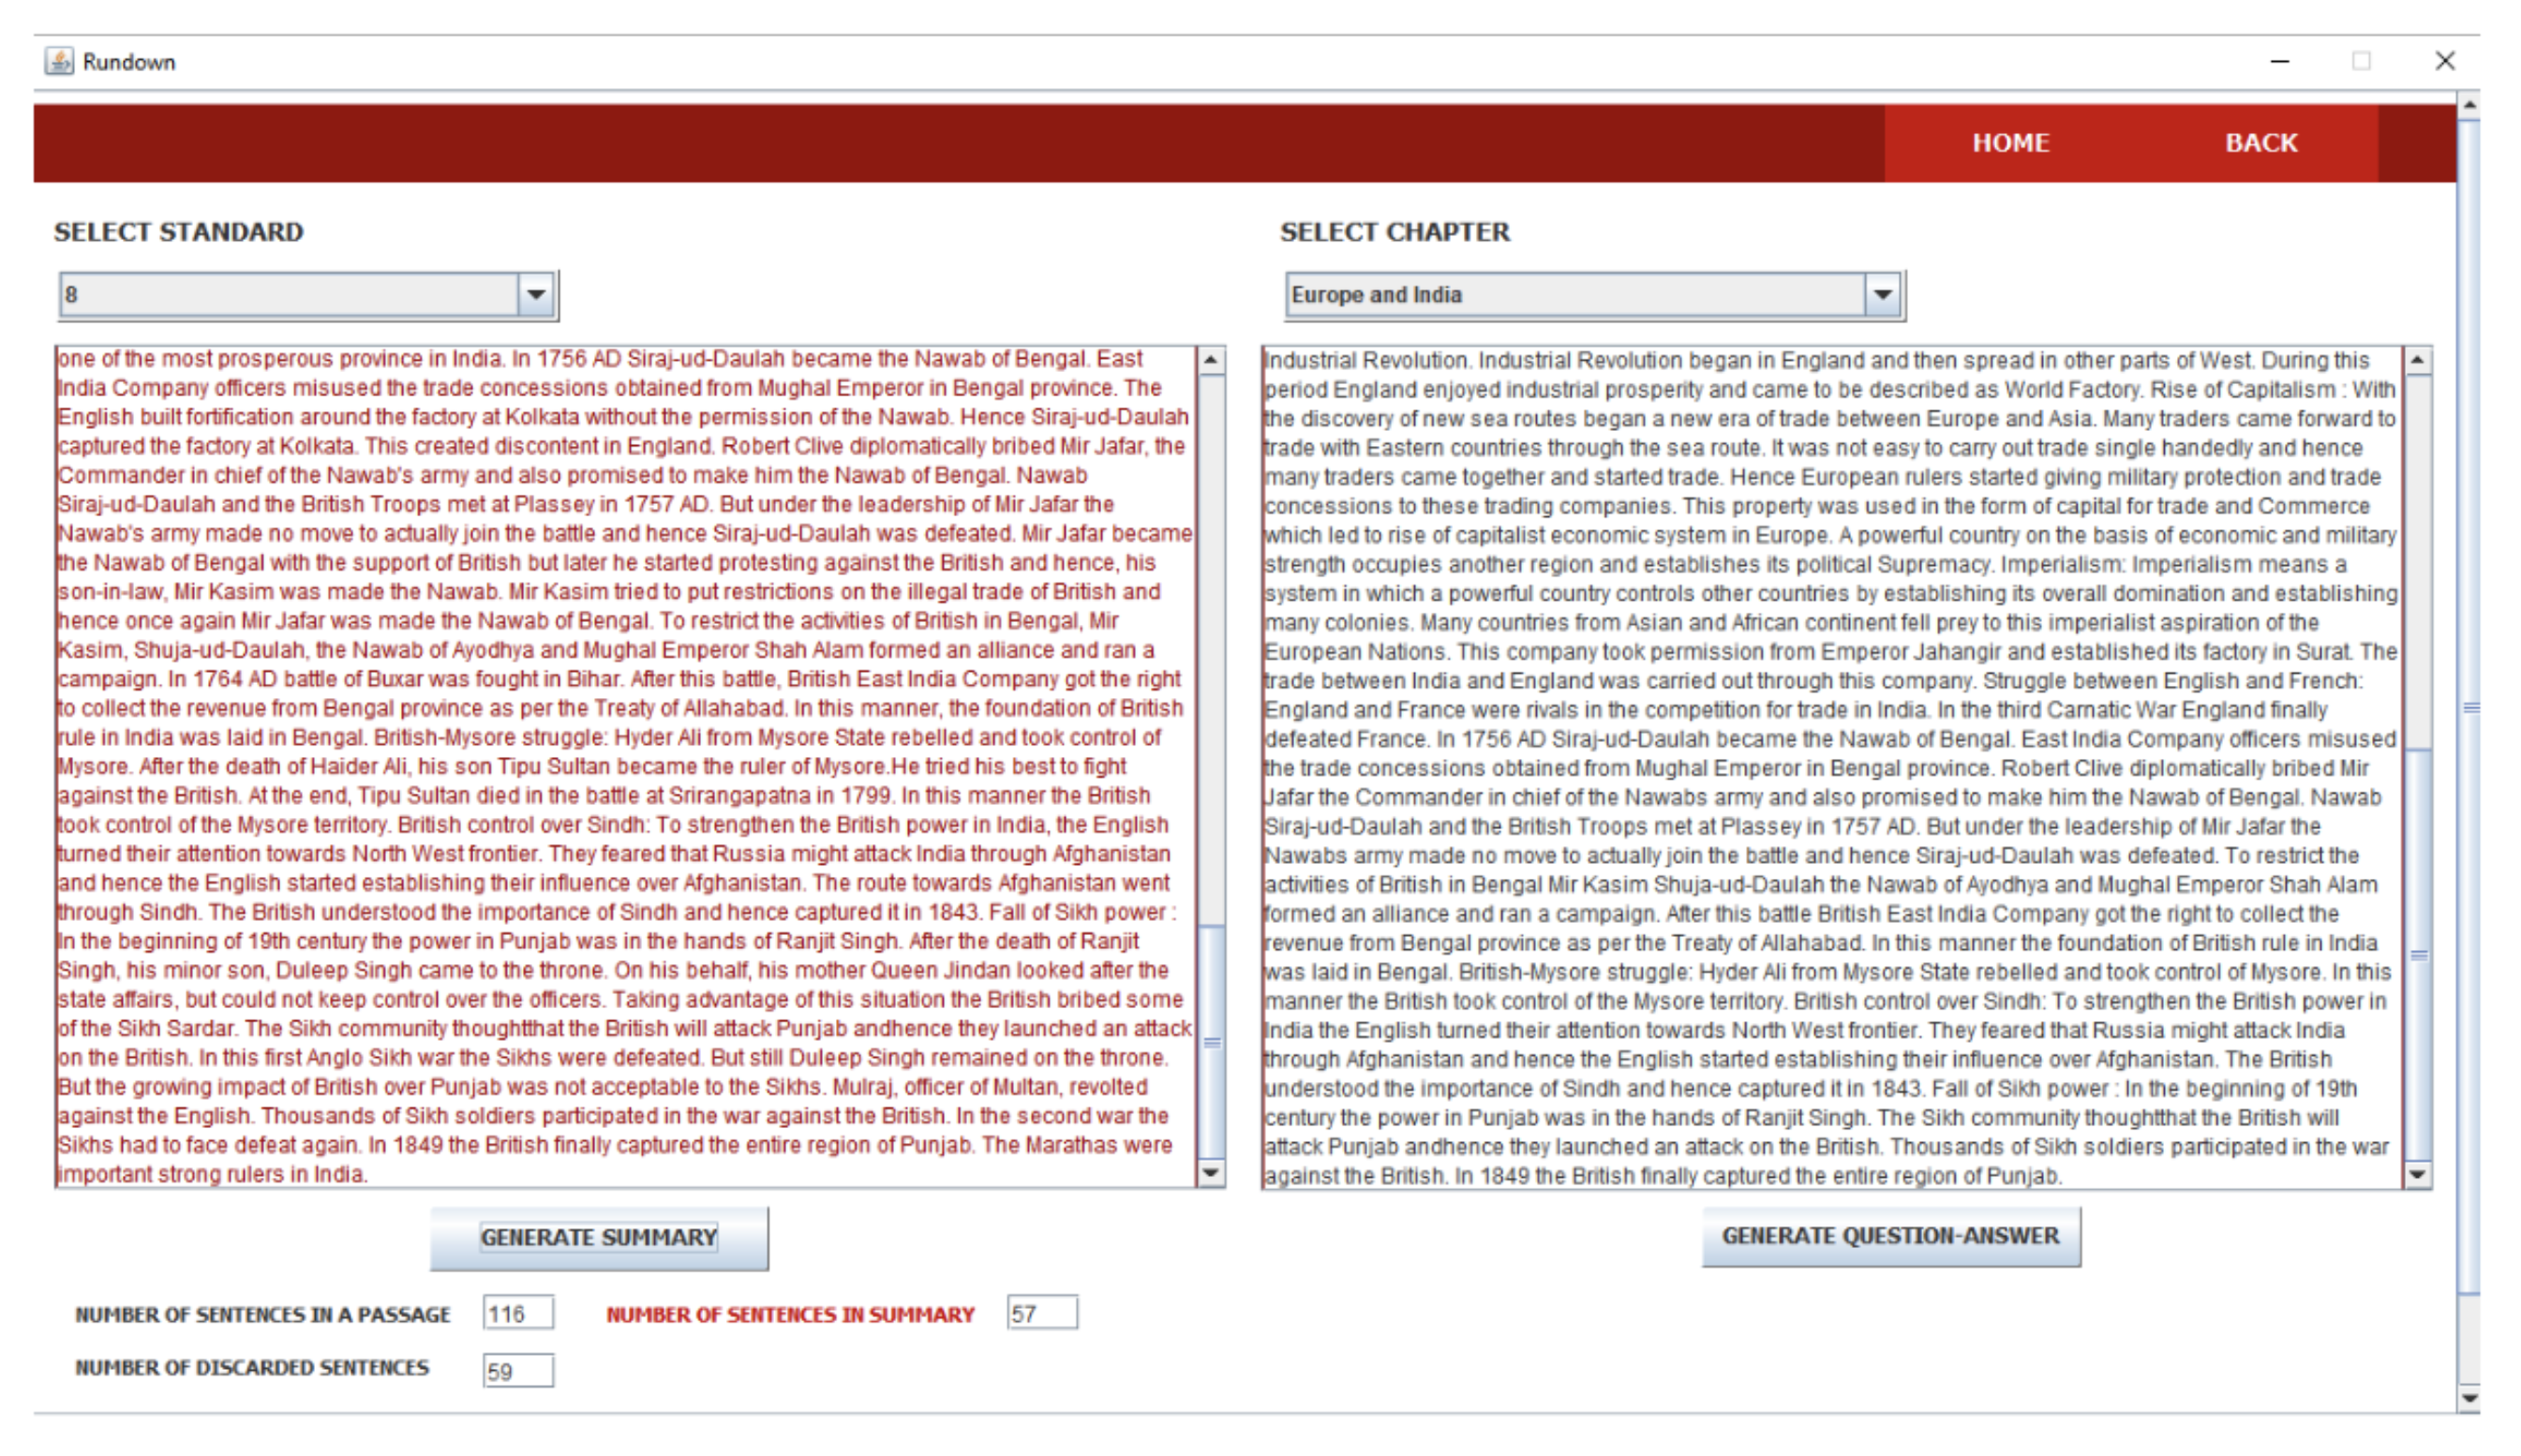 Rundown
HOME BACK
SELECT STANDARD
8
SELECT CHAPTER
Europe and India
one of the most prosperous province in India. In 1756 AD Siraj-ud-Daulah became the Nawab of Bengal. East
India Company officers misused the trade concessions obtained from Mughal Emperor in Bengal province. The
English built fortification around the factory at Kolkata without the permission of the Nawab. Hence Siraj-ud-Daulah
captured the factory at Kolkata. This created discontent in England. Robert Clive diplomatically bribed Mir Jafar, the
Commander in chief of the Nawab's army and also promised to make him the Nawab of Bengal. Nawab
Siraj-ud-Daulah and the British Troops met at Plassey in 1757 AD. But under the leadership of Mir Jafar the
Nawab's army made no move to actually join the battle and hence Siraj-ud-Daulah was defeated. Mir Jafar became
the Nawab of Bengal with the support of British but later he started protesting against the British and hence, his
son-in-law, Mir Kasim was made the Nawab. Mir Kasim tried to put restrictions on the illegal trade of British and
hence once again Mir Jafar was made the Nawab of Bengal. To restrict the activities of British in Bengal, Mir
Kasim, Shuja-ud-Daulah, the Nawab of Ayodhya and Mughal Emperor Shah Alam formed an alliance and ran a
campaign. In 1764 AD battle of Buxar was fought in Bihar. After this battle, British East India Company got the right
to collect the revenue from Bengal province as per the Treaty of Allahabad. In this manner, the foundation of British
rule in India was laid in Bengal. British-Mysore struggle: Hyder Ali from Mysore State rebelled and took control of
Mysore. After the death of Haider Ali, his son Tipu Sultan became the ruler of Mysore.He tried his best to fight
against the British. At the end, Tipu Sultan died in the battle at Srirangapatna in 1799. In this manner the British
took control of the Mysore territory. British control over Sindh: To strengthen the British power in India, the English
turned their attention towards North West frontier. They feared that Russia might attack India through Afghanistan
and hence the English started establishing their influence over Afghanistan. The route towards Afghanistan went
through Sindh. The British understood the importance of Sindh and hence captured it in 1843. Fall of Sikh power :
In the beginning of 19th century the power in Punjab was in the hands of Ranjit Singh. After the death of Ranjit
Singh, his minor son, Duleep Singh came to the throne. On his behalf, his mother Queen Jindan looked after the
state affairs, but could not keep control over the officers. Taking advantage of this situation the British bribed some
of the Sikh Sardar. The Sikh community thoughtthat the British will attack Punjab andhence they launched an attack
on the British. In this first Anglo Sikh war the Sikhs were defeated. But still Duleep Singh remained on the throne.
But the growing impact of British over Punjab was not acceptable to the Sikhs. Mulraj, officer of Multan, revolted
against the English. Thousands of Sikh soldiers participated in the war against the British. In the second war the
Sikhs had to face defeat again. In 1849 the British finally captured the entire region of Punjab. The Marathas were
important strong rulers in India.
Industrial Revolution. Industrial Revolution began in England and then spread in other parts of West. During this
period England enjoyed industrial prosperity and came to be described as World Factory. Rise of Capitalism : With
the discovery of new sea routes began a new era of trade between Europe and Asia. Many traders came forward to
trade with Eastern countries through the sea route. It was not easy to carry out trade single handedly and hence
many traders came together and started trade. Hence European rulers started giving military protection and trade
concessions to these trading companies. This property was used in the form of capital for trade and Commerce
which led to rise of capitalist economic system in Europe. A powerful country on the basis of economic and military
strength occupies another region and establishes its political Supremacy. Imperialism: Imperialism means a
system in which a powerful country controls other countries by establishing its overall domination and establishing
many colonies. Many countries from Asian and African continent fell prey to this imperialist aspiration of the
European Nations. This company took permission from Emperor Jahangir and established its factory in Surat. The
trade between India and England was carried out through this company. Struggle between English and French:
England and France were rivals in the competition for trade in India. In the third Carnatic War England finally
defeated France. In 1756 AD Siraj-ud-Daulah became the Nawab of Bengal. East India Company officers misused
the trade concessions obtained from Mughal Emperor in Bengal province. Robert Clive diplomatically bribed Mir
Jafar the Commander in chief of the Nawabs army and also promised to make him the Nawab of Bengal. Nawab
Siraj-ud-Daulah and the British Troops met at Plassey in 1757 AD. But under the leadership of Mir Jafar the
Nawabs army made no move to actually join the battle and hence Siraj-ud-Daulah was defeated. To restrict the
activities of British in Bengal Mir Kasim Shuja-ud-Daulah the Nawab of Ayodhya and Mughal Emperor Shah Alam
formed an alliance and ran a campaign. After this battle British East India Company got the right to collect the
revenue from Bengal province as per the Treaty of Allahabad. In this manner the foundation of British rule in India
was laid in Bengal. British-Mysore struggle: Hyder Ali from Mysore State rebelled and took control of Mysore. In this
manner the British took control of the Mysore territory. British control over Sindh: To strengthen the British power in
India the English turned their attention towards North West frontier. They feared that Russia might attack India
through Afghanistan and hence the English started establishing their influence over Afghanistan. The British
understood the importance of Sindh and hence captured it in 1843. Fall of Sikh power : In the beginning of 19th
century the power in Punjab was in the hands of Ranjit Singh. The Sikh community thoughtthat the British will
attack Punjab andhence they launched an attack on the British. Thousands of Sikh soldiers participated in the war
against the British. In 1849 the British finally captured the entire region of Punjab.
GENERATE SUMMARY
GENERATE QUESTION-ANSWER
NUMBER OF SENTENCES IN A PASSAGE 116 NUMBER OF SENTENCES IN SUMMARY 57
NUMBER OF DISCARDED SENTENCES 59